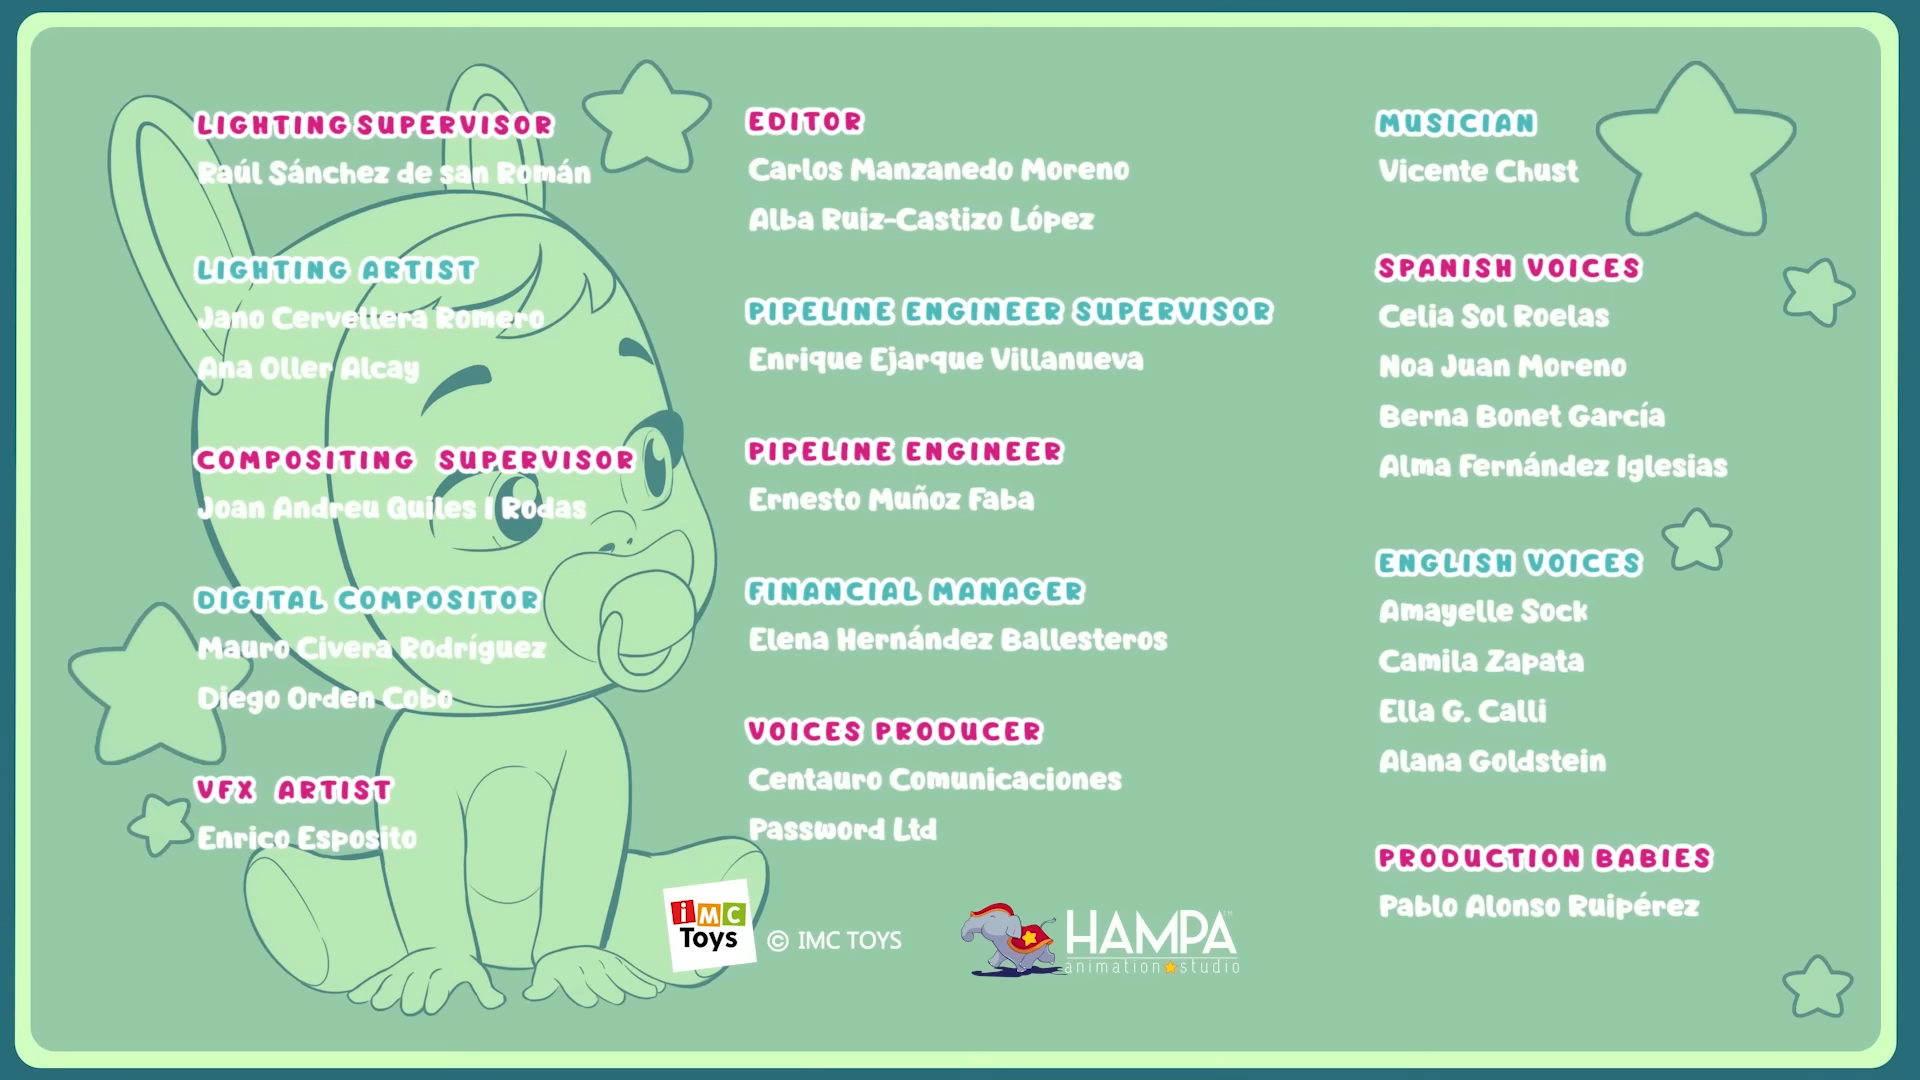 LIGHTING SUPERVISOR
Raúl Sánchez de san Román
LIGHTING ARTIST
Jano Cervellera Romero
Ana Oller Alcay
COMPOSITING SUPERVISOR
Joan Andreu Quiles I Rodas
DIGITAL COMPOSITOR
Mauro Civera Rodríguez
Diego Orden Cobo
VFX ARTIST
Enrico Esposito
EDITOR
Carlos Manzanedo Moreno
Alba Ruiz-Castizo López
PIPELINE ENGINEER SUPERVISOR
Enrique Ejarque Villanueva
PIPELINE ENGINEER
Ernesto Muñoz Faba
FINANCIAL MANAGER
Elena Hernández Ballesteros
VOICES PRODUCER
Centauro Comunicaciones
Password Ltd
MUSICIAN
Vicente Chust
SPANISH VOICES
Celia Sol Roelas
Noa Juan Moreno
Berna Bonet García
Alma Fernández Iglesias
ENGLISH VOICES
Amayelle Sock
Camila Zapata
Ella G. Calli
Alana Goldstein
PRODUCTION BABIES
Pablo Alonso Ruipérez
iMC
Toys
© IMC TOYS
HAMPA™
animation studio